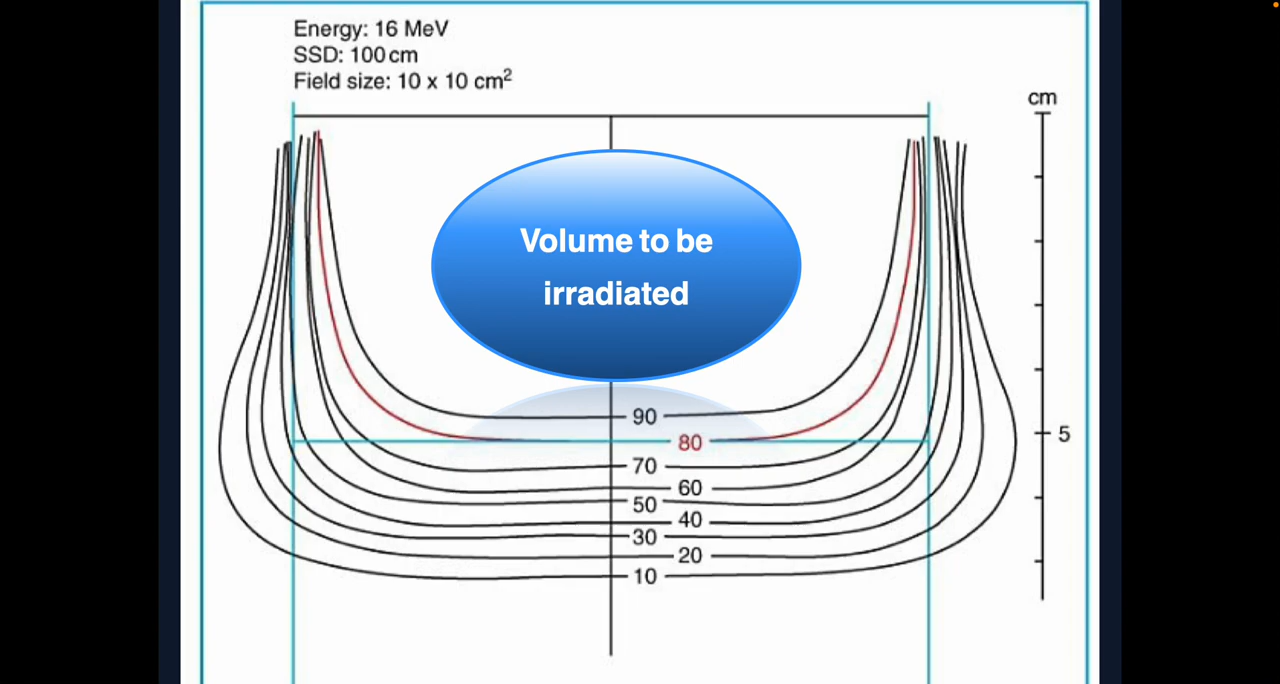 Energy: 16 MeV
SSD: 100 cm
Field size: 10 x 10 cm²
cm
Volume to be
irradiated
90
80
5
70
60
50
40
30
20
10